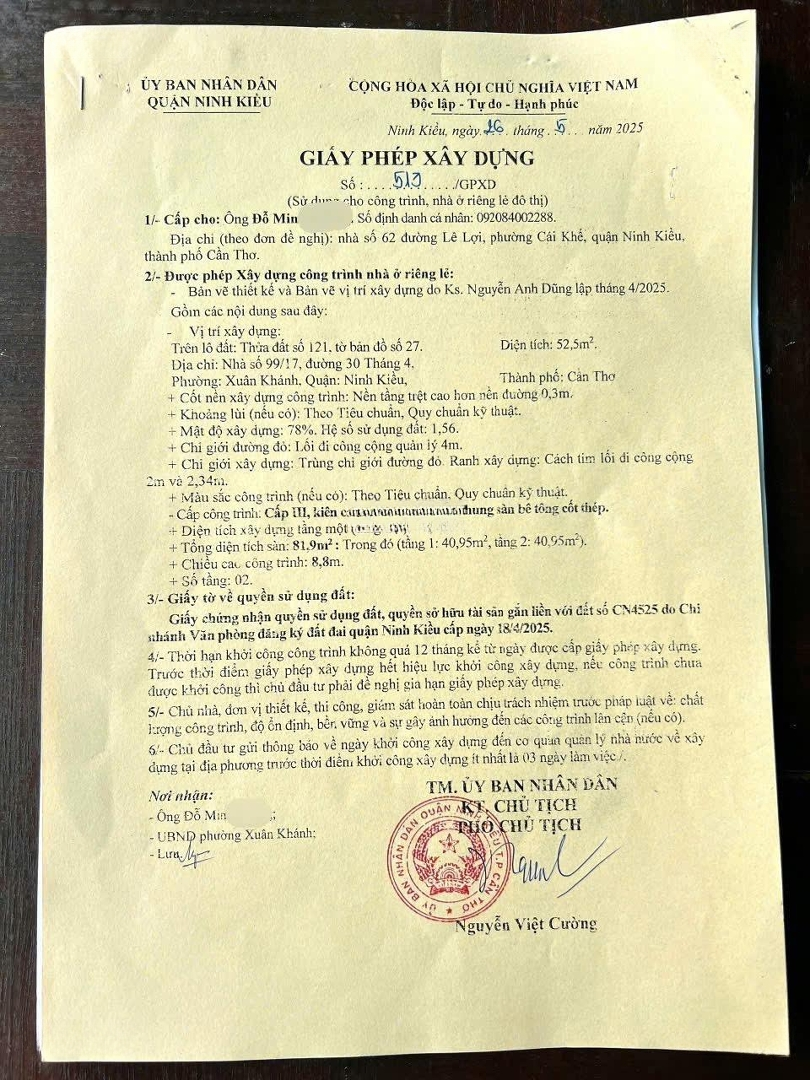 ỦY BAN NHÂN DÂN
QUẬN NINH KIỀU
CỘNG HÒA XÃ HỘI CHỦ NGHĨA VIỆT NAM
Độc lập - Tự do - Hạnh phúc
Ninh Kiều, ngày 26 tháng 5 năm 2025
GIẤY PHÉP XÂY DỰNG
Số : . . . . 513 . . . . . /GPXD
(Sử dụng cho công trình, nhà ở riêng lẻ đô thị)
1/- Cấp cho: Ông Đỗ Min . Số định danh cá nhân: 092084002288.
Địa chỉ (theo đơn đề nghị): nhà số 62 đường Lê Lợi, phường Cái Khế, quận Ninh Kiều,
thành phố Cần Thơ.
2/- Được phép Xây dựng công trình nhà ở riêng lẻ:
- Bản vẽ thiết kế và Bản vẽ vị trí xây dựng do Ks. Nguyễn Anh Dũng lập tháng 4/2025.
Gồm các nội dung sau đây:
- Vị trí xây dựng:
Trên lô đất: Thửa đất số 121, tờ bản đồ số 27. Diện tích: 52,5m².
Địa chỉ: Nhà số 99/17, đường 30 Tháng 4,
Phường: Xuân Khánh, Quận: Ninh Kiều, Thành phố: Cần Thơ
+ Cốt nền xây dựng công trình: Nền tầng trệt cao hơn nền đường 0,3m.
+ Khoảng lùi (nếu có): Theo Tiêu chuẩn, Quy chuẩn kỹ thuật.
+ Mật độ xây dựng: 78%. Hệ số sử dụng đất: 1,56.
+ Chỉ giới đường đỏ: Lối đi công cộng quản lý 4m.
+ Chỉ giới xây dựng: Trùng chỉ giới đường đỏ. Ranh xây dựng: Cách tim lối đi công cộng
2m và 2,34m.
+ Màu sắc công trình (nếu có): Theo Tiêu chuẩn, Quy chuẩn kỹ thuật.
- Cấp công trình: Cấp III, kiên khung sàn bê tông cốt thép.
+ Diện tích xây dựng tầng một
+ Tổng diện tích sàn: 81,9m² : Trong đó (tầng 1: 40,95m², tầng 2: 40,95m²).
+ Chiều cao công trình: 8,8m.
+ Số tầng: 02.
3/- Giấy tờ về quyền sử dụng đất:
Giấy chứng nhận quyền sử dụng đất, quyền sở hữu tài sản gắn liền với đất số CN4525 do Chi
nhánh Văn phòng đăng ký đất đai quận Ninh Kiều cấp ngày 18/4/2025.
4/- Thời hạn khởi công công trình không quá 12 tháng kể từ ngày được cấp giấy phép xây dựng.
Trước thời điểm giấy phép xây dựng hết hiệu lực khởi công xây dựng, nếu công trình chưa
được khởi công thì chủ đầu tư phải đề nghị gia hạn giấy phép xây dựng.
5/- Chủ nhà, đơn vị thiết kế, thi công, giám sát hoàn toàn chịu trách nhiệm trước pháp luật về: chất
lượng công trình, độ ổn định, bền vững và sự gây ảnh hưởng đến các công trình lân cận (nếu có).
6/- Chủ đầu tư gửi thông báo về ngày khởi công xây dựng đến cơ quan quản lý nhà nước về xây
dựng tại địa phương trước thời điểm khởi công xây dựng ít nhất là 03 ngày làm việc./.
Nơi nhận:
- Ông Đỗ Min ;
- UBND phường Xuân Khánh;
- Lưu.
TM. ỦY BAN NHÂN DÂN
KT. CHỦ TỊCH
PHÓ CHỦ TỊCH
ỦY BAN NHÂN DÂN QUẬN NINH KIỀU T.P CẦN THƠ
Nguyễn Việt Cường